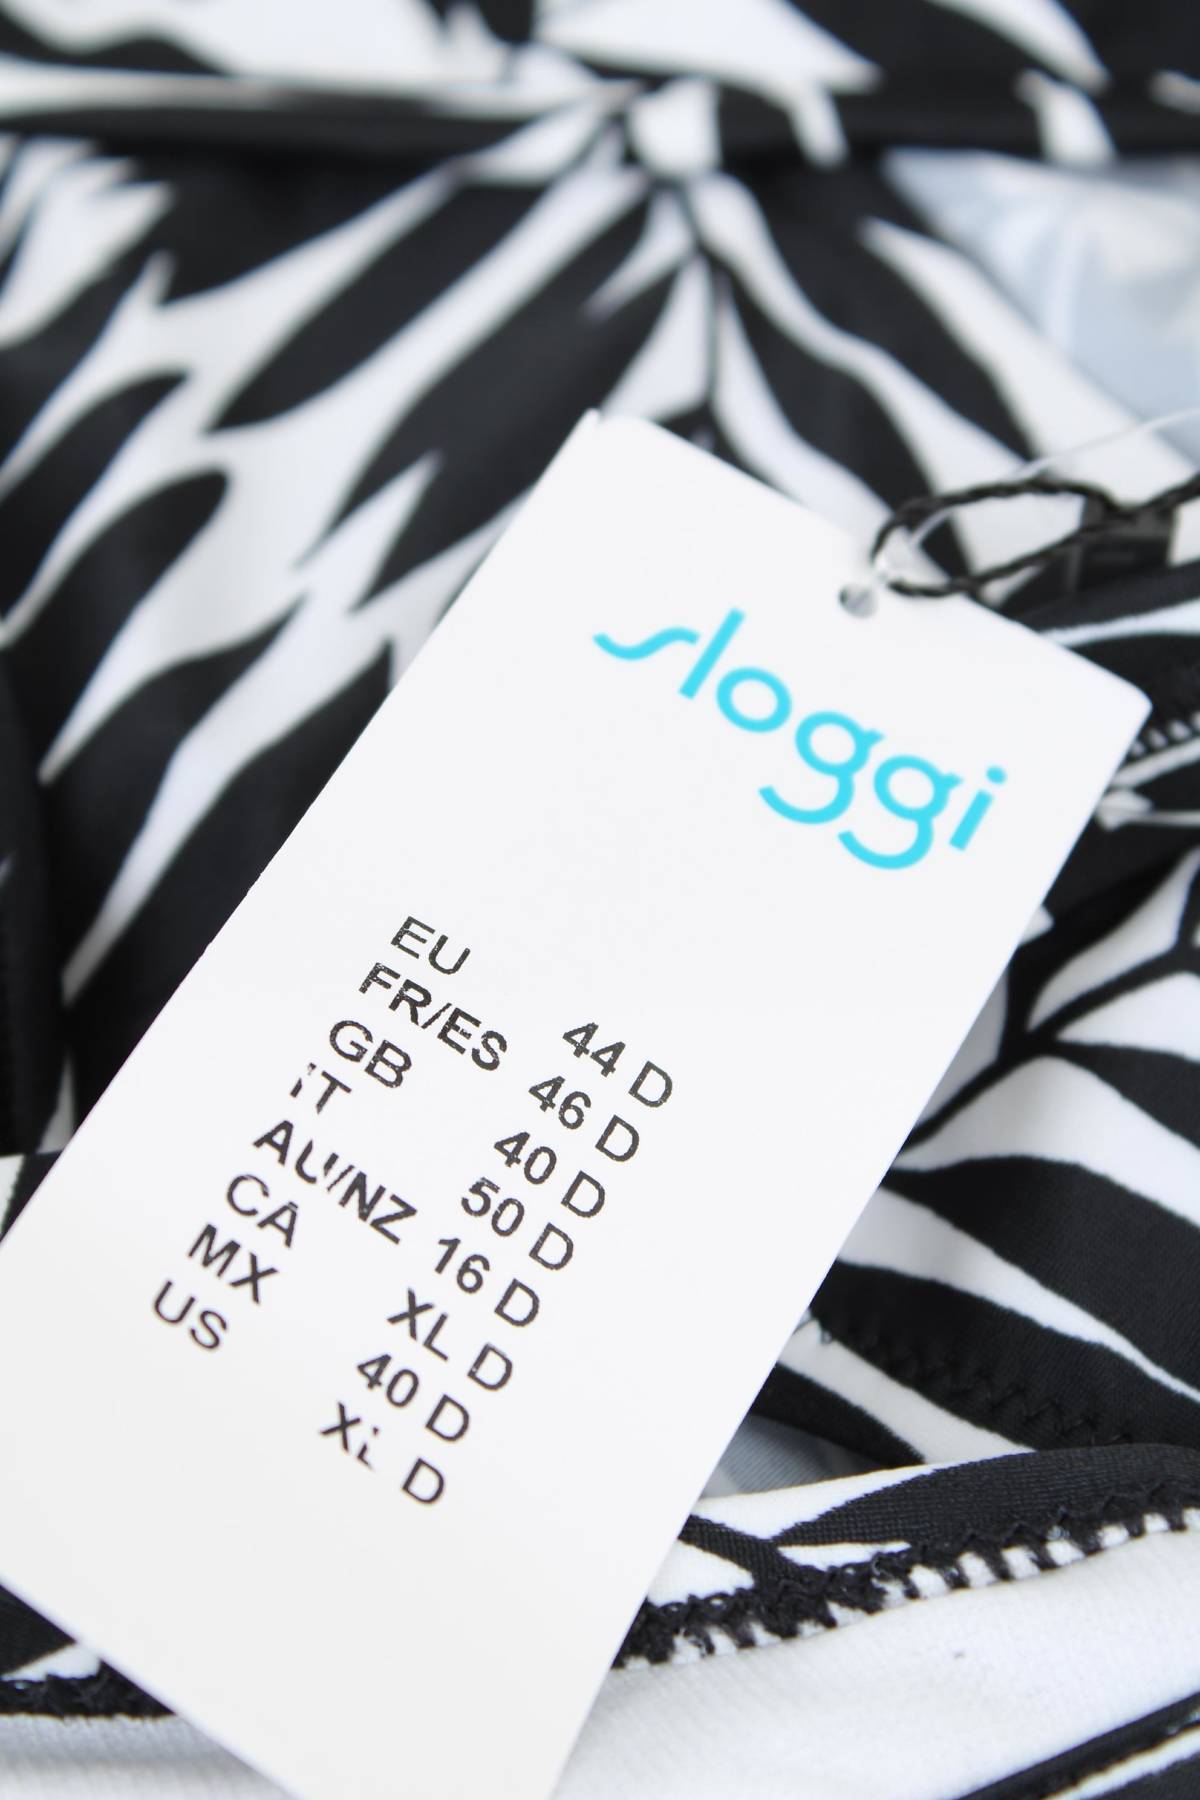 sloggi
EU 44 D
FR/ES 46 D
GB 40 D
IT 50 D
AU/NZ 16 D
CA XL D
MX 40 D
US XL D